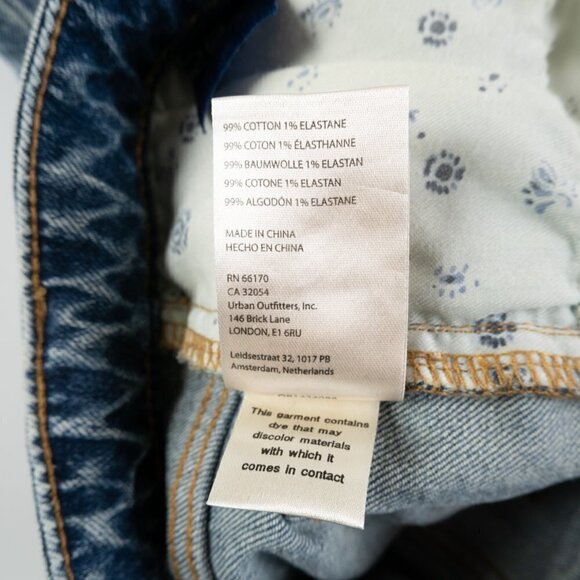 99% COTTON 1% ELASTANE
99% COTON 1% ÉLASTHANNE
99% BAUMWOLLE 1% ELASTAN
99% COTONE 1% ELASTAN
99% ALGODÓN 1% ELASTANE
MADE IN CHINA
HECHO EN CHINA
RN 66170
CA 32054
Urban Outfitters, Inc.
146 Brick Lane
LONDON, E1 6RU
Leidsestraat 32, 1017 PB
Amsterdam, Netherlands
This garment contains
dye that may
discolor materials
with which it
comes in contact